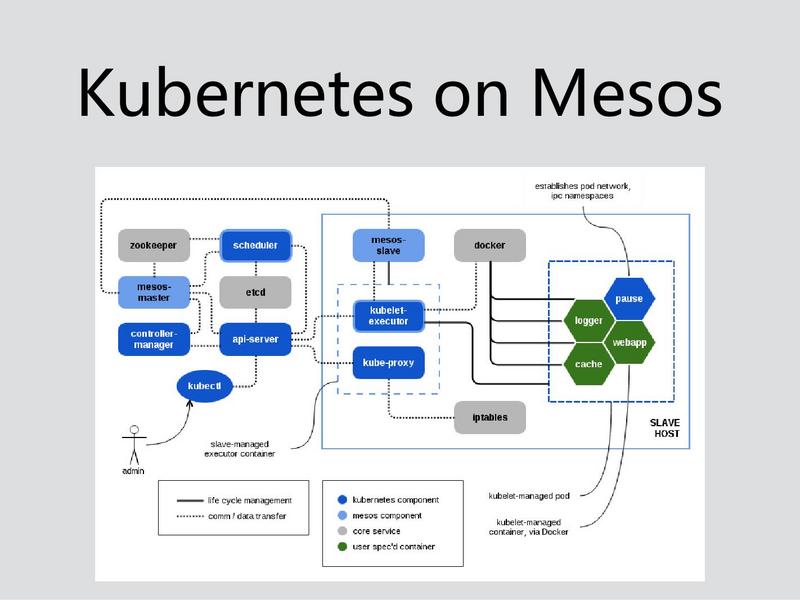 Kubernetes on Mesos
establishes pod network,
ipc namespaces
zookeeper
scheduler
mesos-
slave
docker
mesos-
master
etcd
kubelet-
executor
pause
logger
controller-
manager
api-server
webapp
kube-proxy
cache
kubectl
iptables
SLAVE
HOST
admin
slave-managed
executor container
life cycle management
comm / data transfer
kubernetes component
mesos component
core service
user spec'd container
kubelet-managed pod
kubelet-managed
container, via Docker